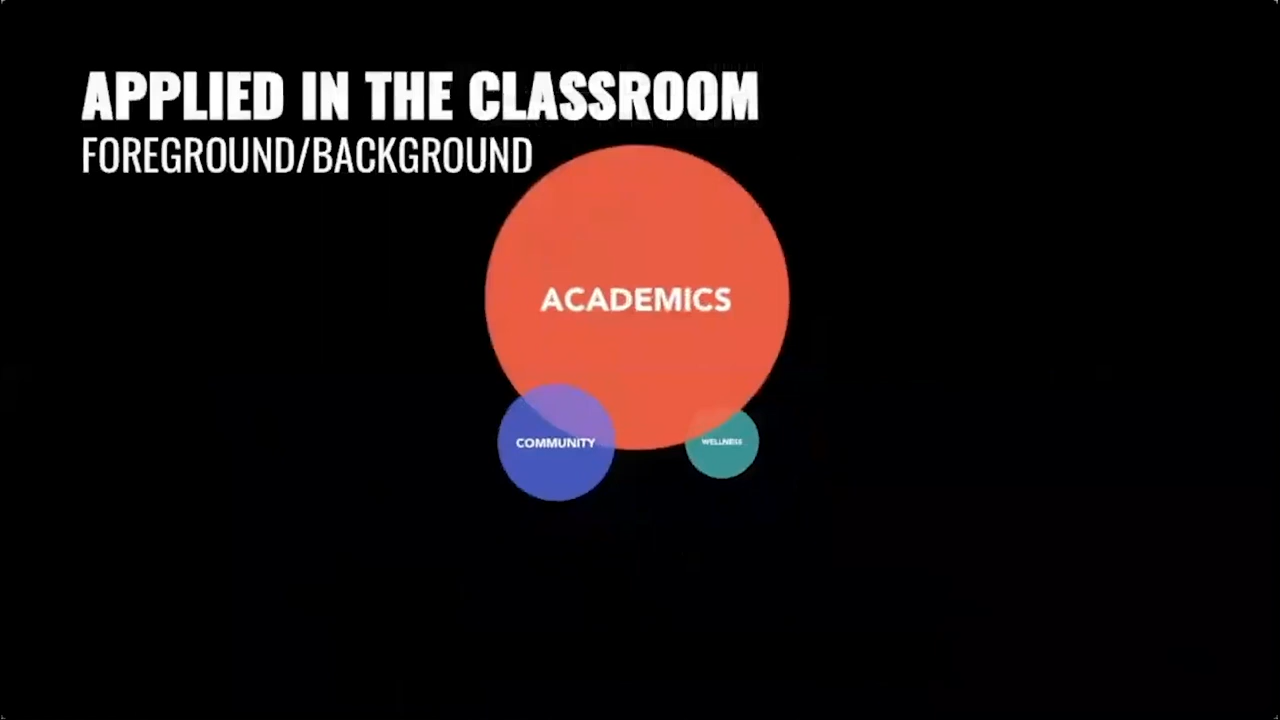 APPLIED IN THE CLASSROOM
FOREGROUND/BACKGROUND
ACADEMICS
COMMUNITY
WELLNESS